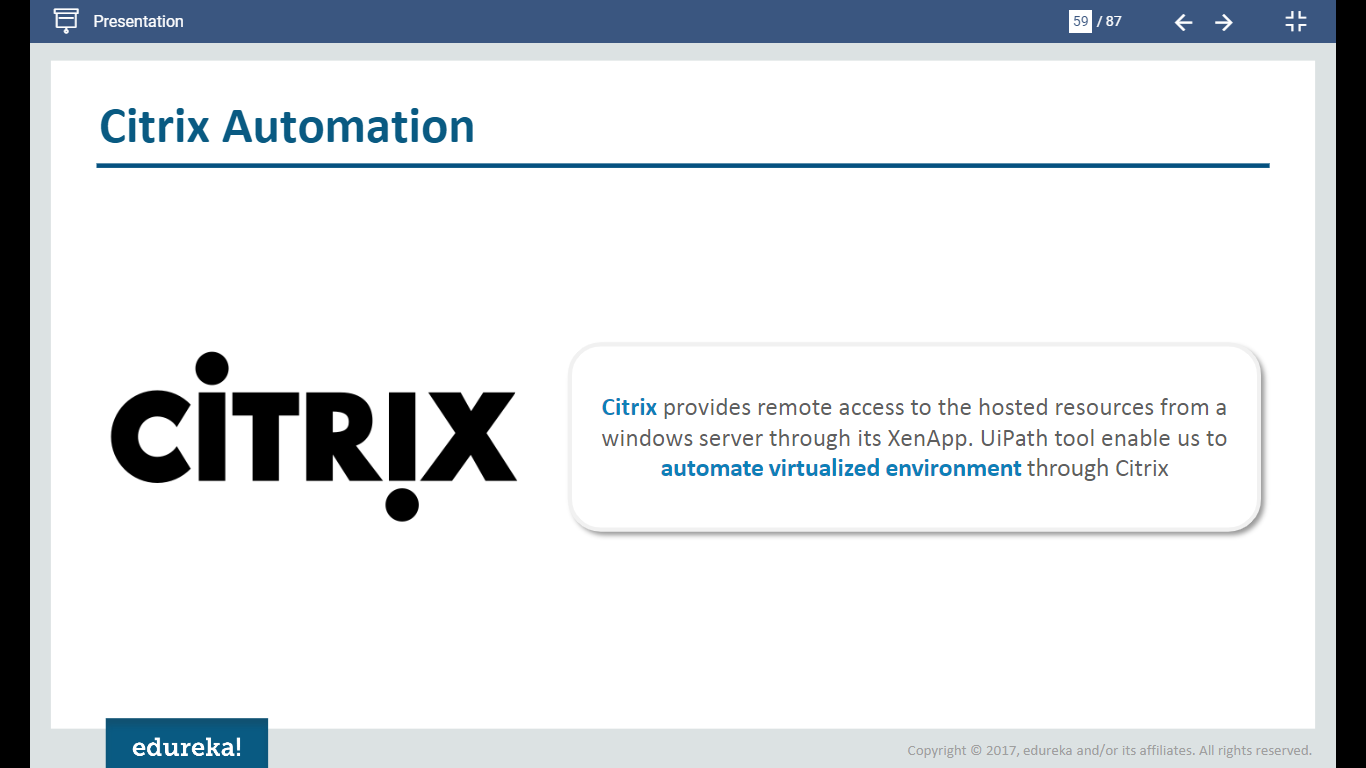 Presentation
59 / 87
Citrix Automation
CiTRIX
Citrix provides remote access to the hosted resources from a
windows server through its XenApp. UiPath tool enable us to
automate virtualized environment through Citrix
edureka!
Copyright © 2017, edureka and/or its affiliates. All rights reserved.